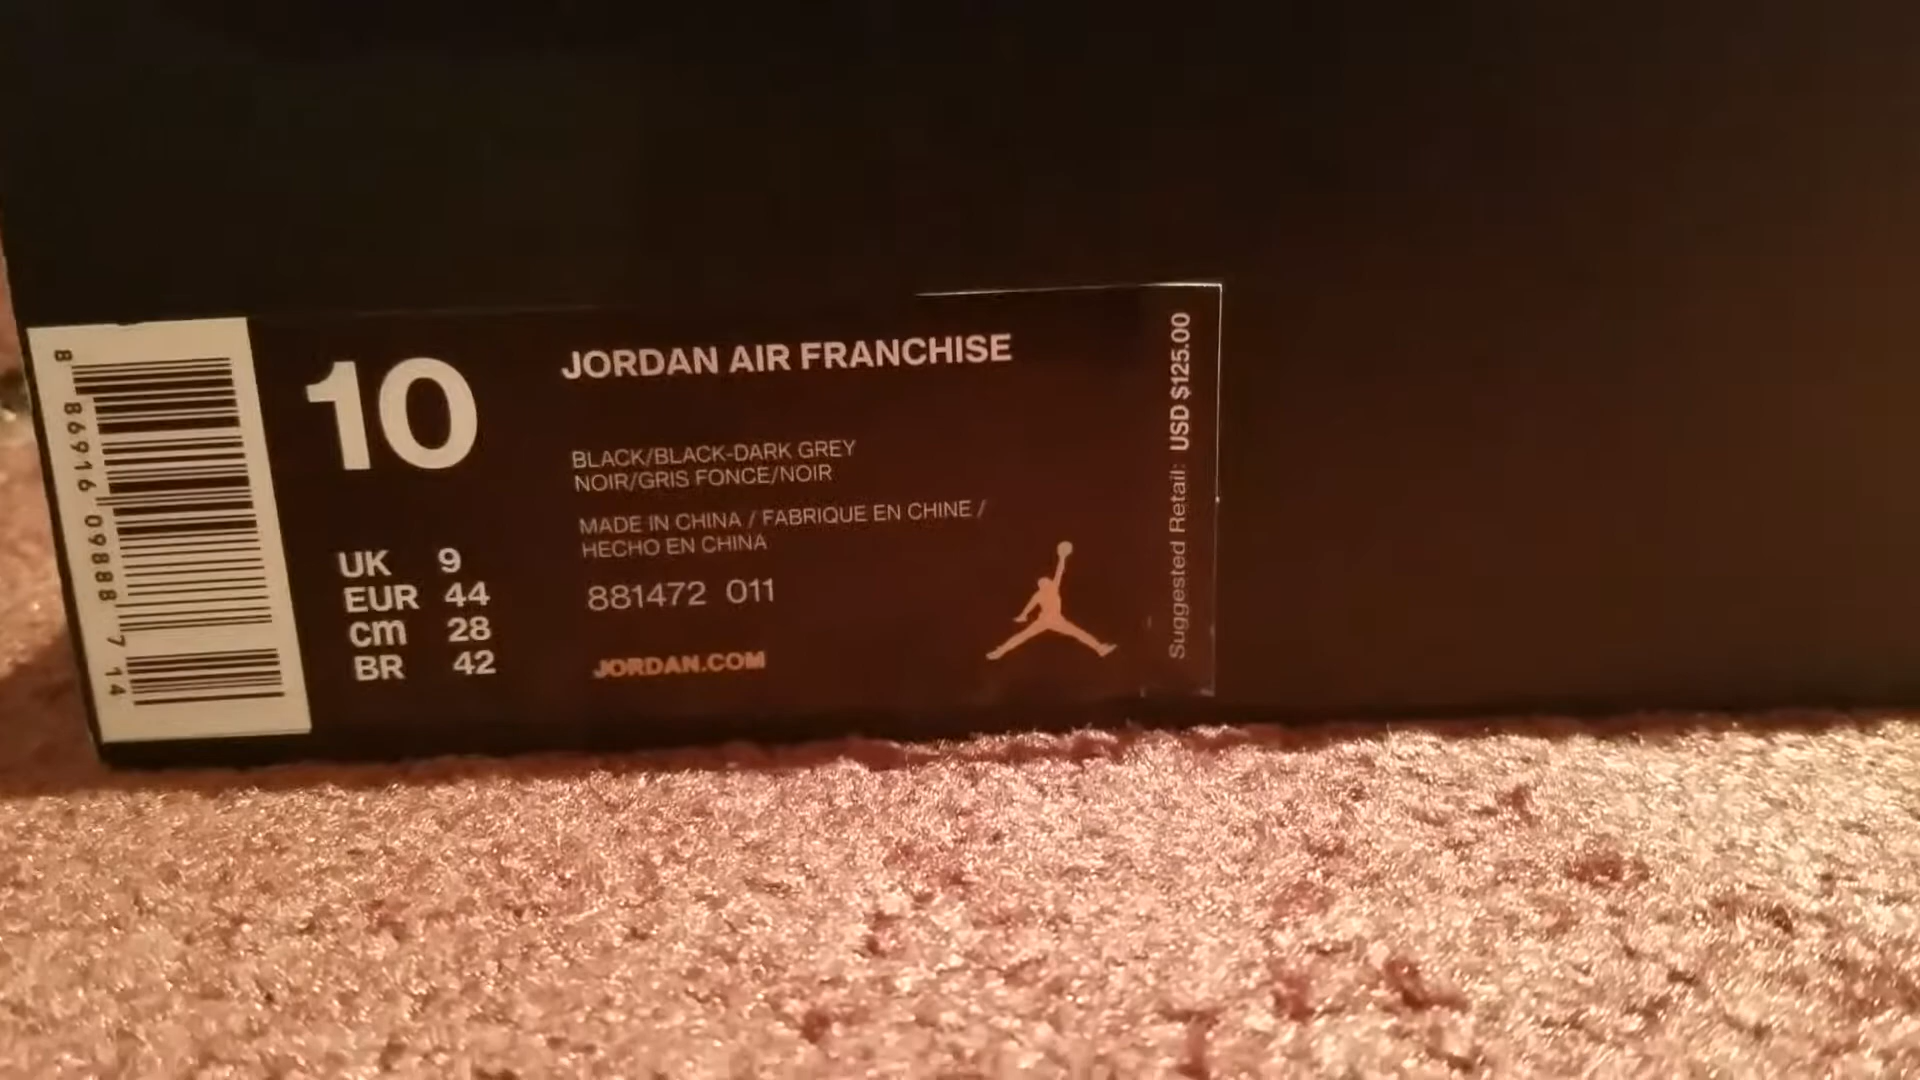 8 86916 09888 7 14
10
UK 9
EUR 44
cm 28
BR 42
JORDAN AIR FRANCHISE
BLACK/BLACK-DARK GREY
NOIR/GRIS FONCE/NOIR
MADE IN CHINA / FABRIQUE EN CHINE /
HECHO EN CHINA
881472 011
JORDAN.COM
Suggested Retail: USD $125.00